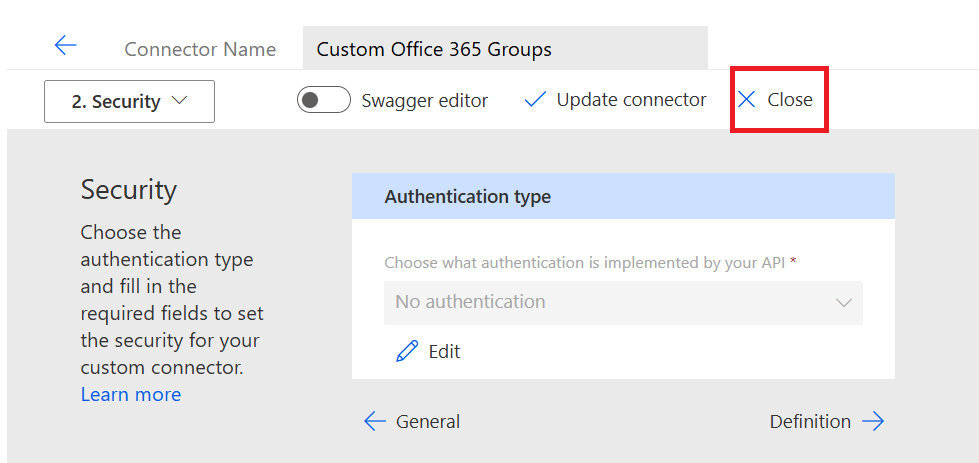 Connector Name
Custom Office 365 Groups
2. Security
Swagger editor
Update connector
Close
Security
Choose the
authentication type
and fill in the
required fields to set
the security for your
custom connector.
Learn more
Authentication type
Choose what authentication is implemented by your API *
No authentication
Edit
General
Definition